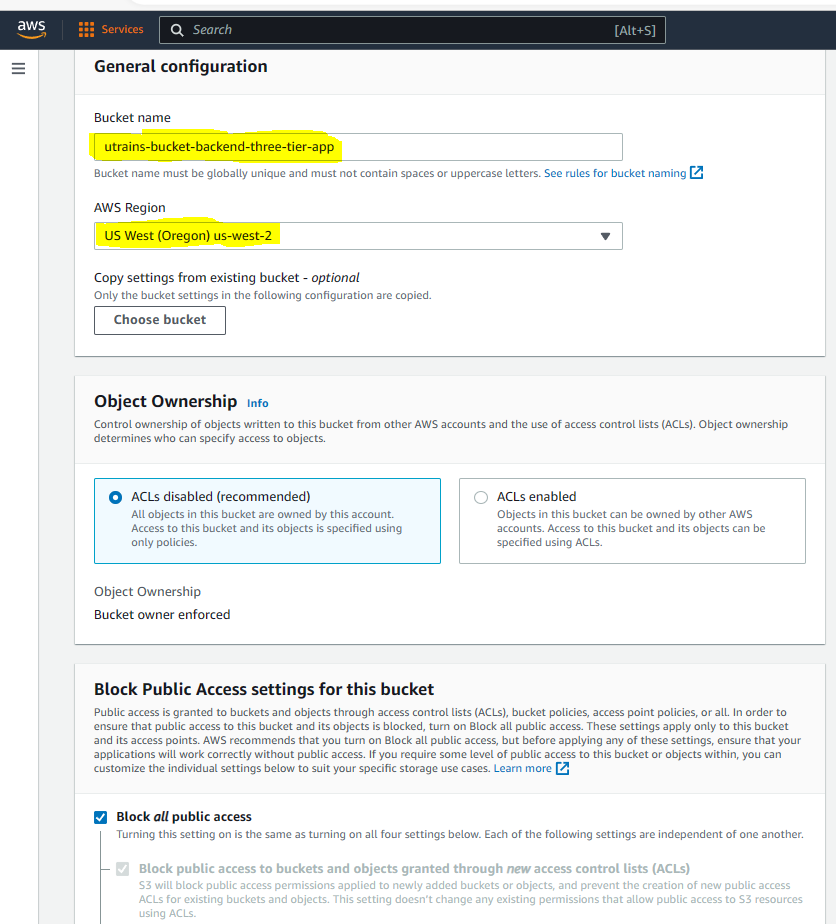 aws
Services
Search
[Alt+S]
General configuration
Bucket name
utrains-bucket-backend-three-tier-app
Bucket name must be globally unique and must not contain spaces or uppercase letters. See rules for bucket naming
AWS Region
US West (Oregon) us-west-2
Copy settings from existing bucket - optional
Only the bucket settings in the following configuration are copied.
Choose bucket
Object Ownership Info
Control ownership of objects written to this bucket from other AWS accounts and the use of access control lists (ACLs). Object ownership
determines who can specify access to objects.
ACLs disabled (recommended)
All objects in this bucket are owned by this account.
Access to this bucket and its objects is specified using
only policies.
ACLs enabled
Objects in this bucket can be owned by other AWS
accounts. Access to this bucket and its objects can be
specified using ACLs.
Object Ownership
Bucket owner enforced
Block Public Access settings for this bucket
Public access is granted to buckets and objects through access control lists (ACLs), bucket policies, access point policies, or all. In order to
ensure that public access to this bucket and its objects is blocked, turn on Block all public access. These settings apply only to this bucket
and its access points. AWS recommends that you turn on Block all public access, but before applying any of these settings, ensure that your
applications will work correctly without public access. If you require some level of public access to this bucket or objects within, you can
customize the individual settings below to suit your specific storage use cases. Learn more
Block all public access
Turning this setting on is the same as turning on all four settings below. Each of the following settings are independent of one another.
Block public access to buckets and objects granted through new access control lists (ACLs)
S3 will block public access permissions applied to newly added buckets or objects, and prevent the creation of new public access
ACLs for existing buckets and objects. This setting doesn't change any existing permissions that allow public access to S3 resources
using ACLs.